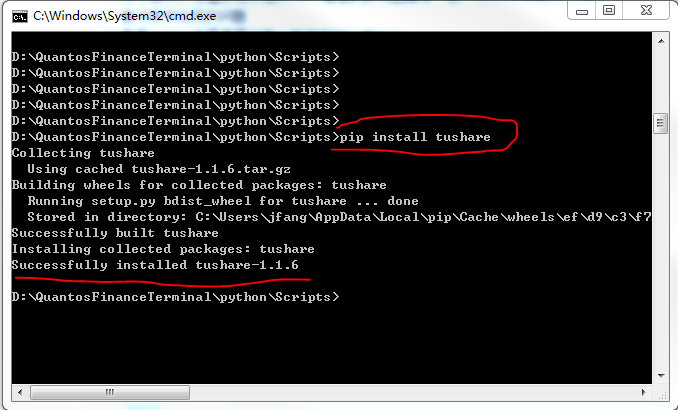 C:\Windows\System32\cmd.exe
D:\QuantosFinanceTerminal\python\Scripts>
D:\QuantosFinanceTerminal\python\Scripts>
D:\QuantosFinanceTerminal\python\Scripts>
D:\QuantosFinanceTerminal\python\Scripts>
D:\QuantosFinanceTerminal\python\Scripts>
D:\QuantosFinanceTerminal\python\Scripts>pip install tushare
Collecting tushare
  Using cached tushare-1.1.6.tar.gz
Building wheels for collected packages: tushare
  Running setup.py bdist_wheel for tushare ... done
  Stored in directory: C:\Users\jfang\AppData\Local\pip\Cache\wheels\ef\d9\c3\f7
Successfully built tushare
Installing collected packages: tushare
Successfully installed tushare-1.1.6
D:\QuantosFinanceTerminal\python\Scripts>